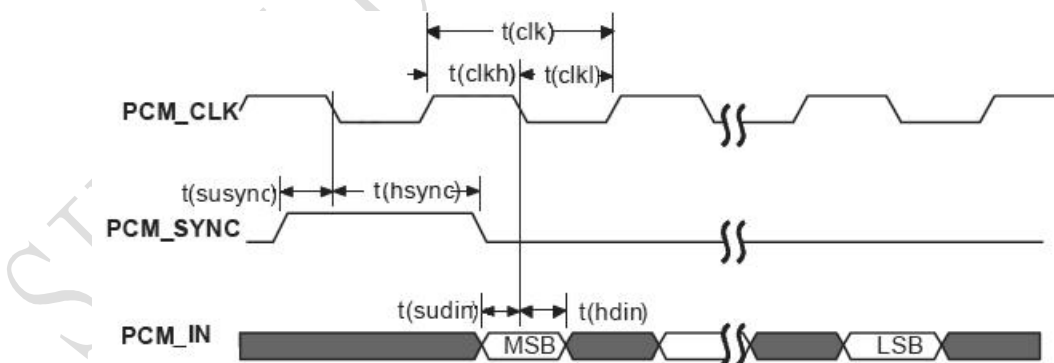 t(clk)
t(clkh) t(clkl)
PCM_CLK
t(susync) t(hsync)
PCM_SYNC
t(sudin) t(hdin)
PCM_IN MSB LSB